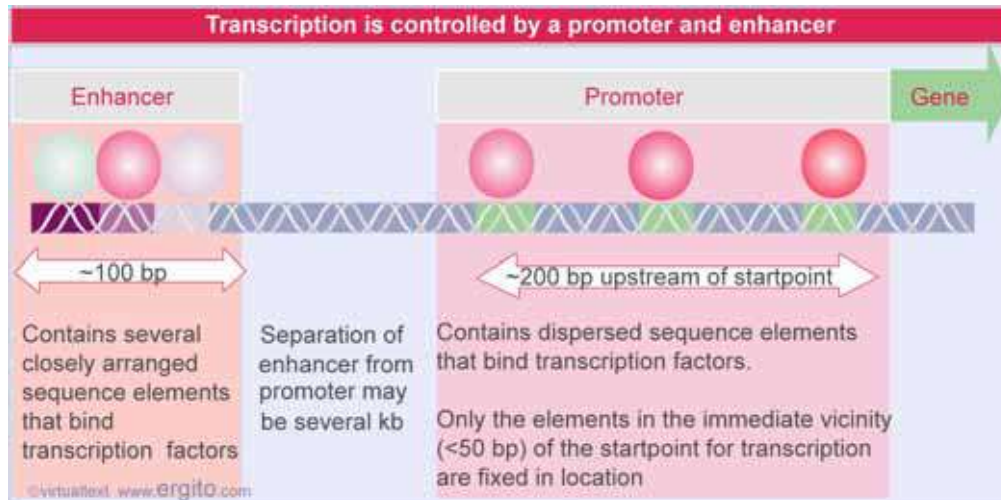 Transcription is controlled by a promoter and enhancer
Enhancer
Promoter
Gene
~100 bp
~200 bp upstream of startpoint
Contains several
closely arranged
sequence elements
that bind
transcription factors
Separation of
enhancer from
promoter may
be several kb
Contains dispersed sequence elements
that bind transcription factors.
Only the elements in the immediate vicinity
(<50 bp) of the startpoint for transcription
are fixed in location
©virtualtext www.ergito.com